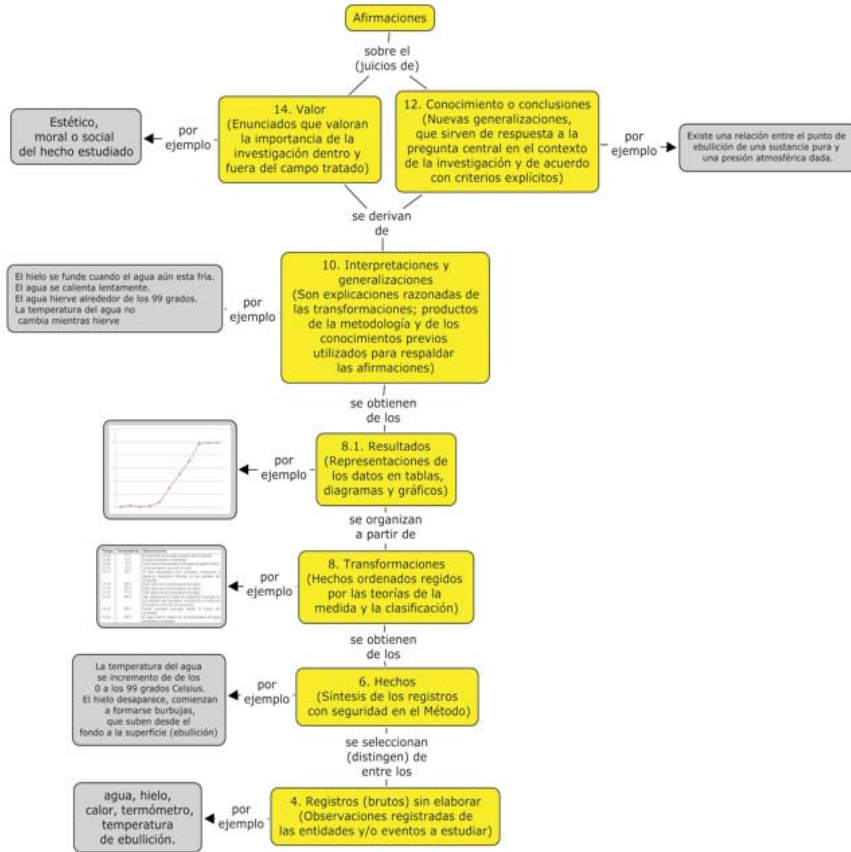 Afirmaciones
sobre el
(juicios de)
14. Valor
(Enunciados que valoran
la importancia de la
investigación dentro y
fuera del campo tratado)
por
ejemplo
Estético,
moral o social
del hecho estudiado
12. Conocimiento o conclusiones
(Nuevas generalizaciones,
que sirven de respuesta a la
pregunta central en el contexto
de la investigación y de acuerdo
con criterios explícitos)
por
ejemplo
Existe una relación entre el punto de
ebullición de una sustancia pura y
una presión atmosférica dada.
se derivan
de
10. Interpretaciones y
generalizaciones
(Son explicaciones razonadas de
las transformaciones; productos
de la metodología y de los
conocimientos previos
utilizados para respaldar
las afirmaciones)
por
ejemplo
El hielo se funde cuando el agua aún esta fría.
El agua se calienta lentamente.
El agua hierve alrededor de los 99 grados.
La temperatura del agua no
cambia mientras hierve
se obtienen
de los
8.1. Resultados
(Representaciones de
los datos en tablas,
diagramas y gráficos)
por
ejemplo
se organizan
a partir de
8. Transformaciones
(Hechos ordenados regidos
por las teorías de la
medida y la clasificación)
por
ejemplo
se obtienen
de los
6. Hechos
(Síntesis de los registros
con seguridad en el Método)
por
ejemplo
La temperatura del agua
se incremento de de los
0 a los 99 grados Celsius.
El hielo desaparece, comienzan
a formarse burbujas,
que suben desde el
fondo a la superficie (ebullición)
se seleccionan
(distingen) de
entre los
4. Registros (brutos) sin elaborar
(Observaciones registradas de
las entidades y/o eventos a estudiar)
por
ejemplo
agua, hielo,
calor, termómetro,
temperatura
de ebullición.